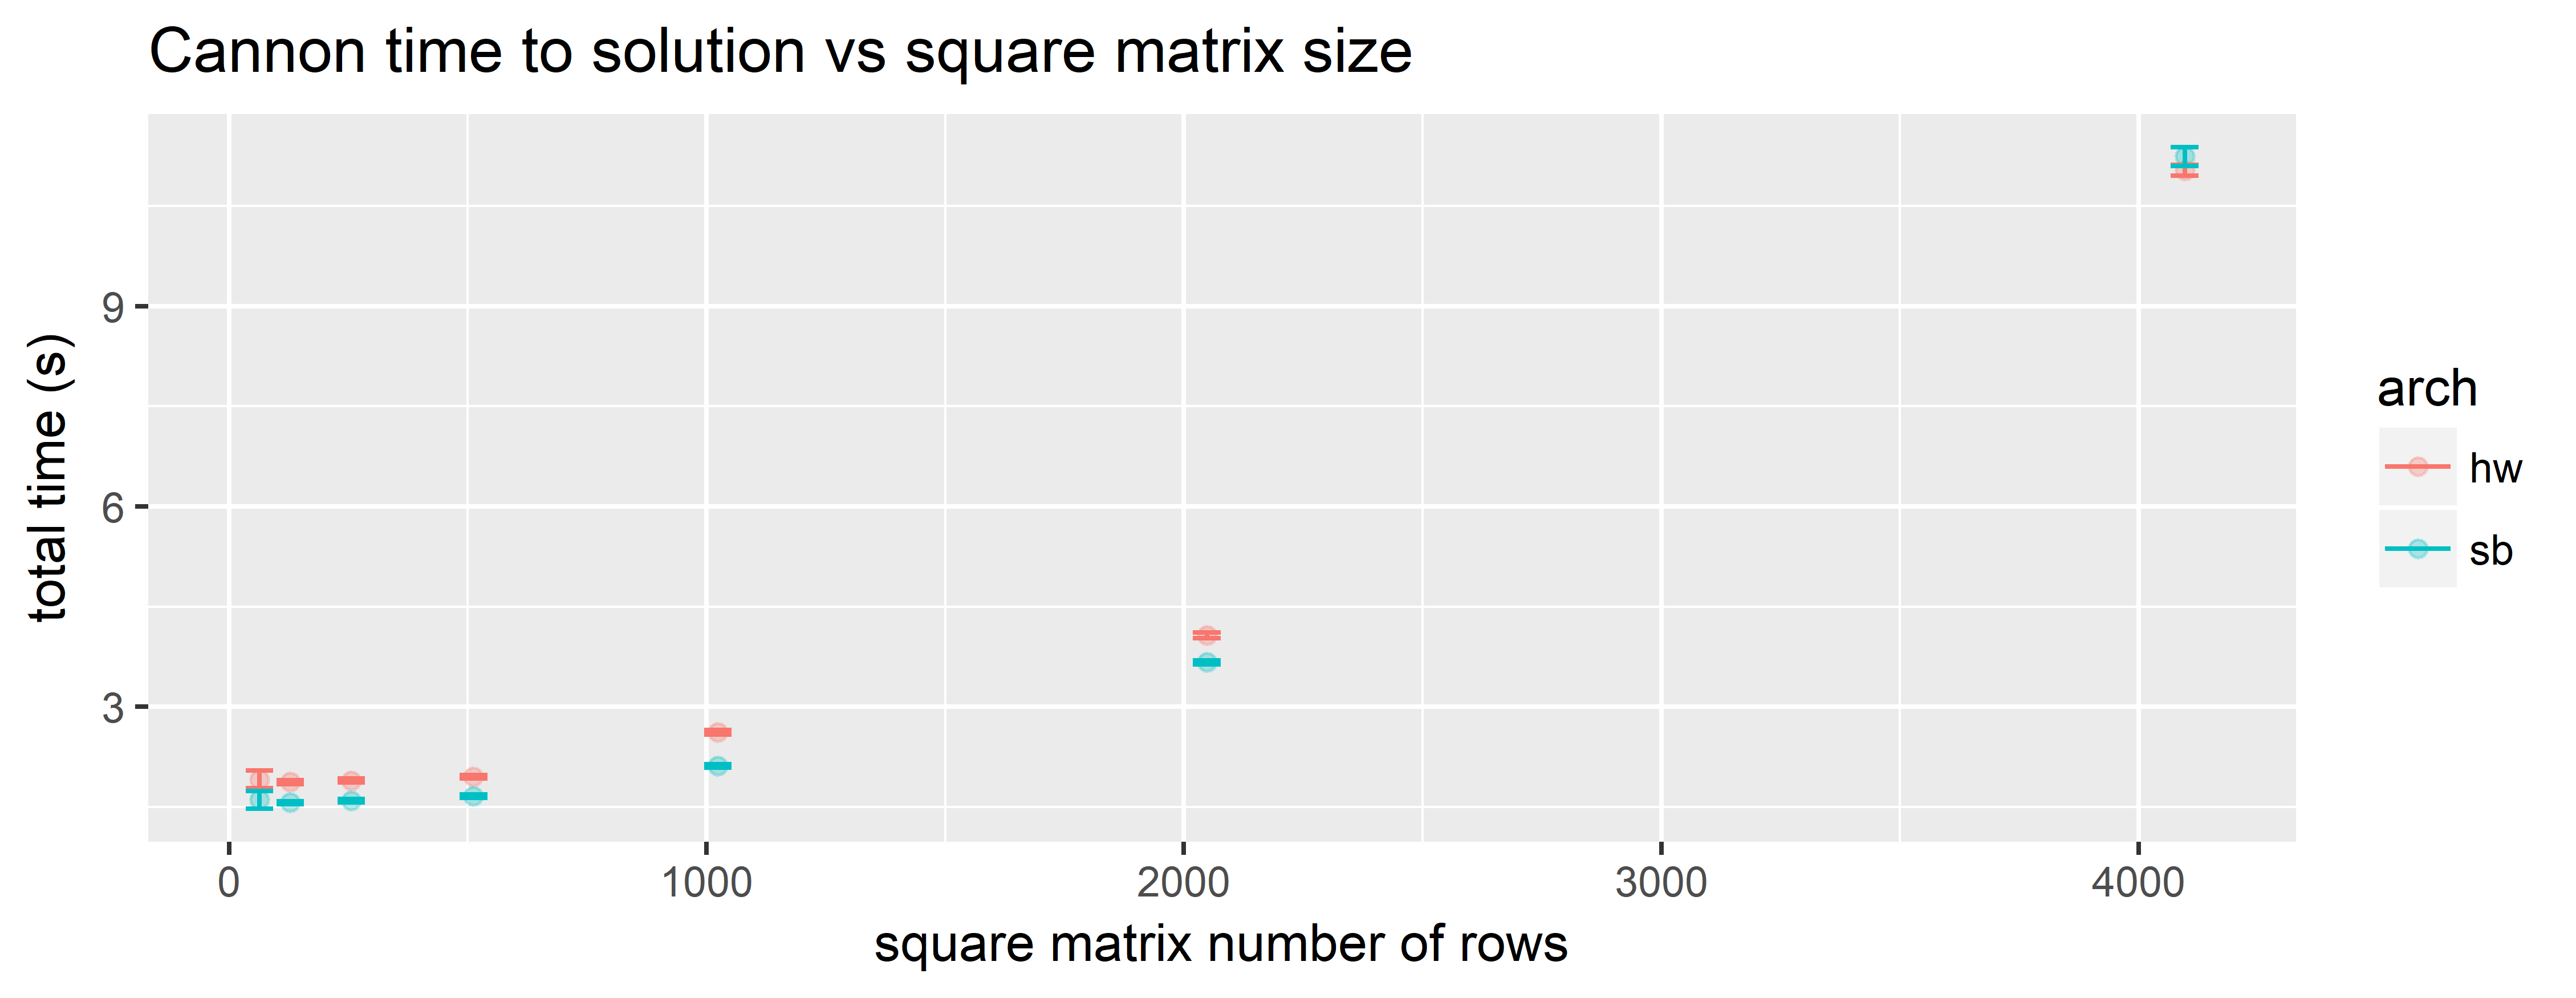 Cannon time to solution vs square matrix size
total time (s)
9
6
3
0 1000 2000 3000 4000
square matrix number of rows
arch
hw
sb